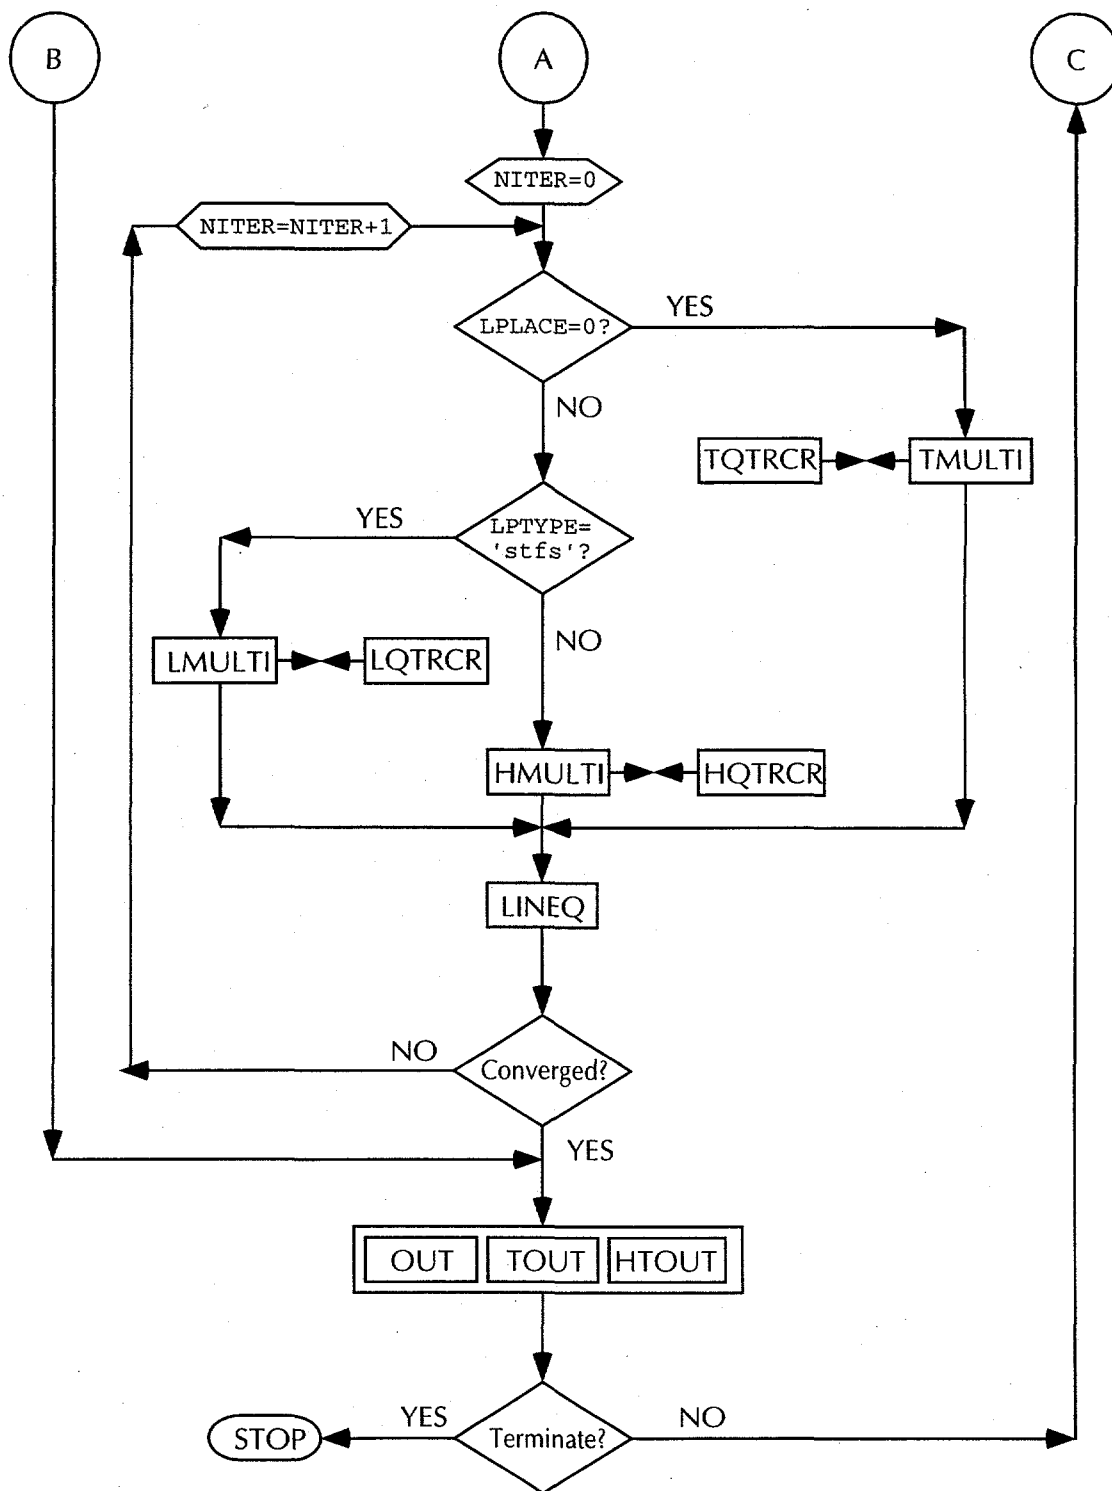 B
A
C
NITER=0
NITER=NITER+1
LPLACE=0?
YES
NO
TQTRCR
TMULTI
YES
LPTYPE=
'stfs'?
NO
LMULTI
LQTRCR
HMULTI
HQTRCR
LINEQ
NO
Converged?
YES
OUT
TOUT
HTOUT
STOP
YES
Terminate?
NO